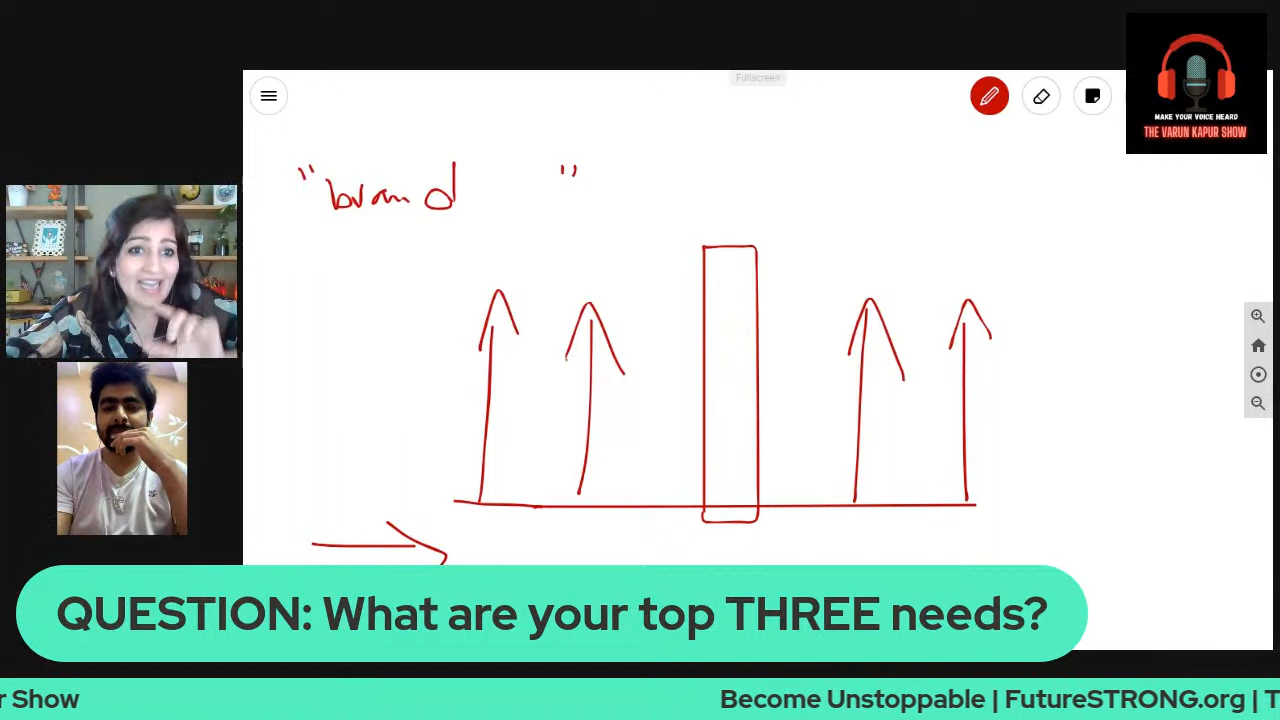 Fullscreen
MAKE YOUR VOICE HEARD
THE VARUN KAPUR SHOW
"brand "
QUESTION: What are your top THREE needs?
r Show
Become Unstoppable | FutureSTRONG.org | T